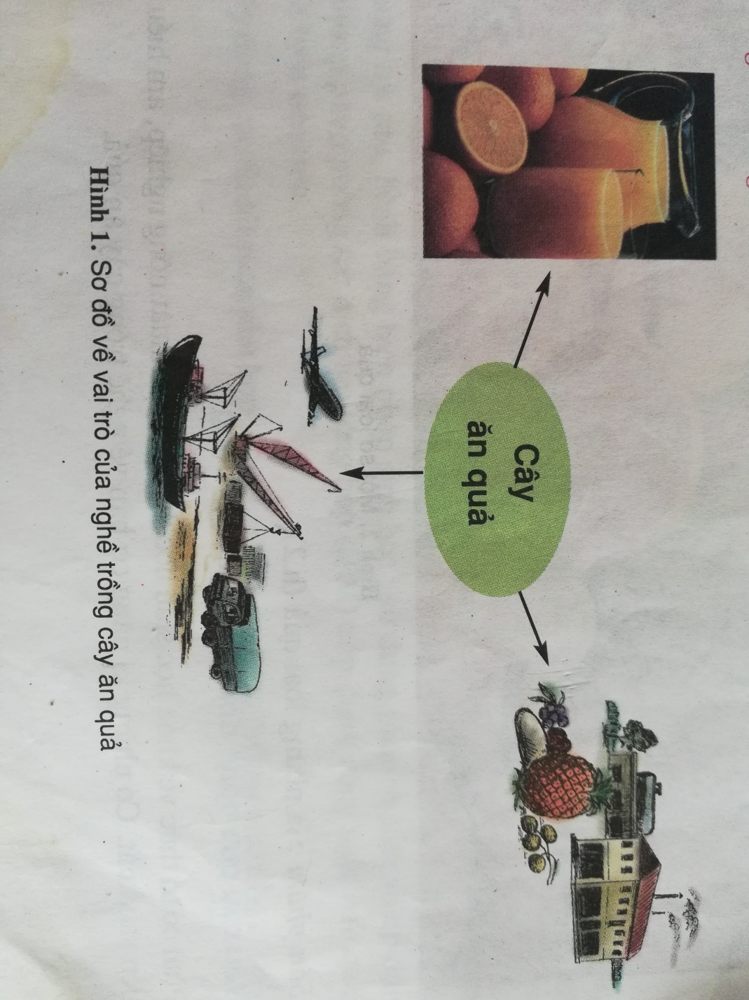 Cây
ăn quả
Hình 1. Sơ đồ về vai trò của nghề trồng cây ăn quả